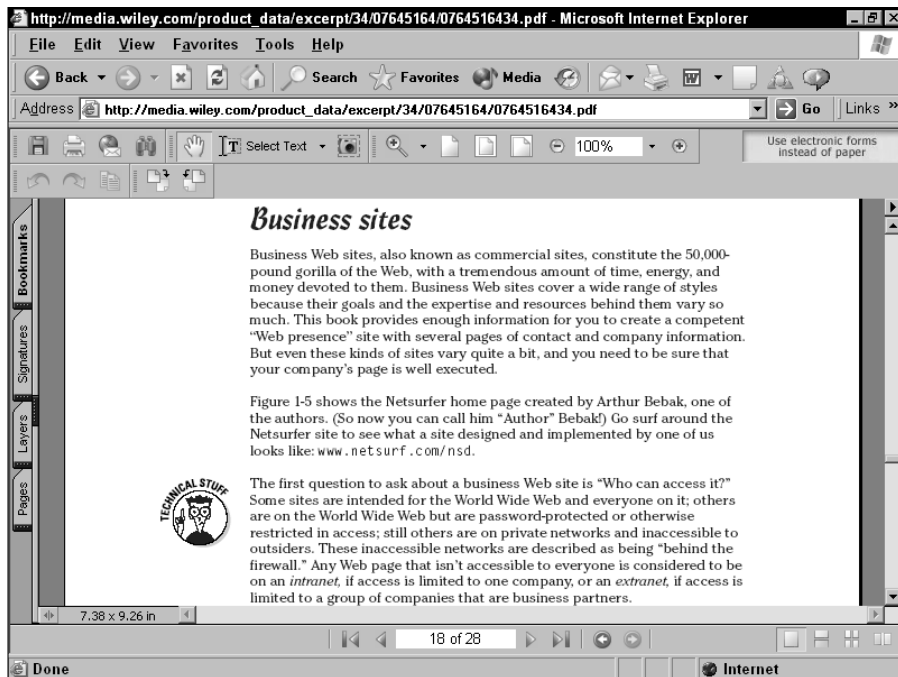 http://media.wiley.com/product_data/excerpt/34/07645164/0764516434.pdf - Microsoft Internet Explorer
File Edit View Favorites Tools Help
Back Search Favorites Media
Address http://media.wiley.com/product_data/excerpt/34/07645164/0764516434.pdf Go Links »
Select Text 100% Use electronic forms
instead of paper
Bookmarks
Signatures
Layers
Pages
Business sites
Business Web sites, also known as commercial sites, constitute the 50,000-
pound gorilla of the Web, with a tremendous amount of time, energy, and
money devoted to them. Business Web sites cover a wide range of styles
because their goals and the expertise and resources behind them vary so
much. This book provides enough information for you to create a competent
“Web presence” site with several pages of contact and company information.
But even these kinds of sites vary quite a bit, and you need to be sure that
your company’s page is well executed.
Figure 1-5 shows the Netsurfer home page created by Arthur Bebak, one of
the authors. (So now you can call him “Author” Bebak!) Go surf around the
Netsurfer site to see what a site designed and implemented by one of us
looks like: www.netsurf.com/nsd.
TECHNICAL STUFF
The first question to ask about a business Web site is “Who can access it?”
Some sites are intended for the World Wide Web and everyone on it; others
are on the World Wide Web but are password-protected or otherwise
restricted in access; still others are on private networks and inaccessible to
outsiders. These inaccessible networks are described as being “behind the
firewall.” Any Web page that isn’t accessible to everyone is considered to be
on an intranet, if access is limited to one company, or an extranet, if access is
limited to a group of companies that are business partners.
7.38 x 9.26 in
18 of 28
Done Internet